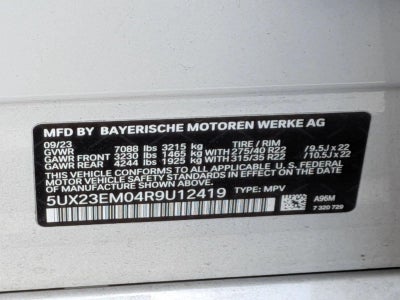 MFD BY BAYERISCHE MOTOREN WERKE AG
09/23 TIRE / RIM
GVWR 7088 lbs 3215 kg
GAWR FRONT 3230 lbs 1465 kg WITH 275/40 R22 / 9.5J x 22
GAWR REAR 4244 lbs 1925 kg WITH 315/35 R22 / 10.5J x 22
THIS VEHICLE CONFORMS TO ALL APPLICABLE U.S. FEDERAL
MOTOR VEHICLE SAFETY STANDARDS IN EFFECT ON THE DATE OF
MANUFACTURE SHOWN ABOVE.
5UX23EM04R9U12419 TYPE: MPV
A96M
7 320 729